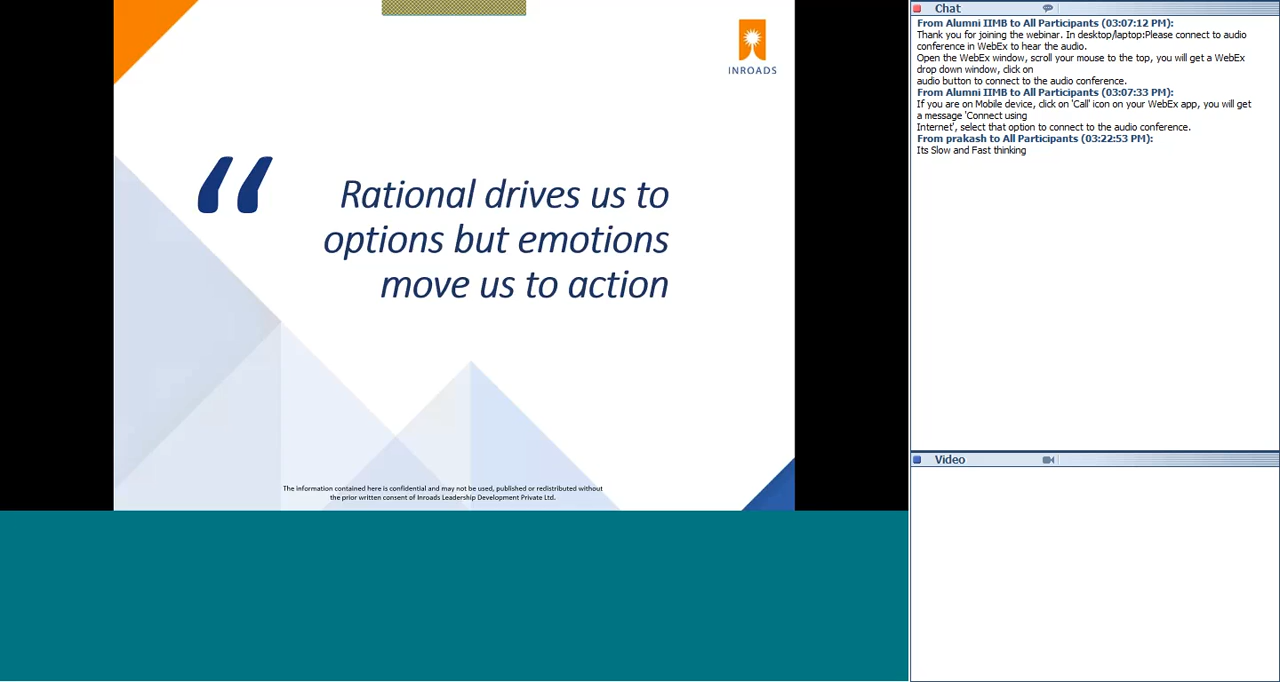 INROADS
“
Rational drives us to
options but emotions
move us to action
The information contained here is confidential and may not be used, published or redistributed without
the prior written consent of Inroads Leadership Development Private Ltd.
Chat
From Alumni IIMB to All Participants (03:07:12 PM):
Thank you for joining the webinar. In desktop/laptop:Please connect to audio
conference in WebEx to hear the audio.
Open the WebEx window, scroll your mouse to the top, you will get a WebEx
drop down window, click on
audio button to connect to the audio conference.
From Alumni IIMB to All Participants (03:07:33 PM):
If you are on Mobile device, click on 'Call' icon on your WebEx app, you will get
a message 'Connect using
Internet', select that option to connect to the audio conference.
From prakash to All Participants (03:22:53 PM):
Its Slow and Fast thinking
Video